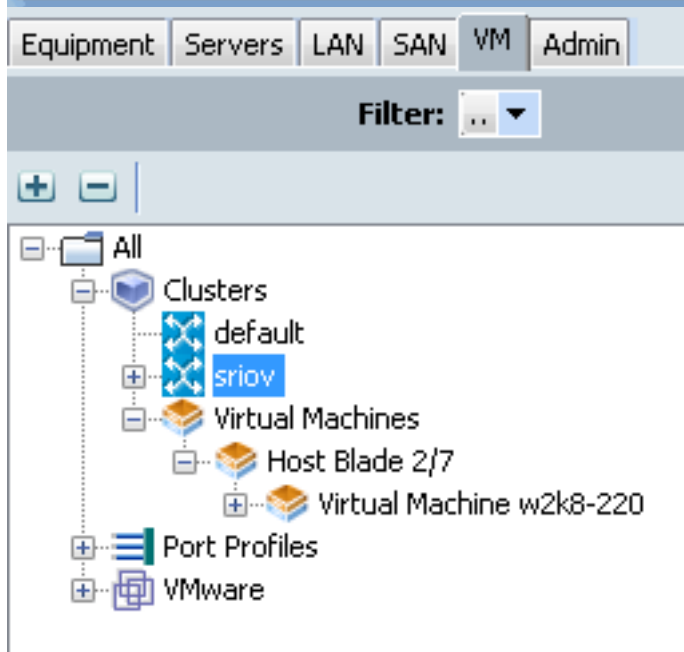 Equipment Servers LAN SAN VM Admin
Filter: ..
All
Clusters
default
sriov
Virtual Machines
Host Blade 2/7
Virtual Machine w2k8-220
Port Profiles
VMware